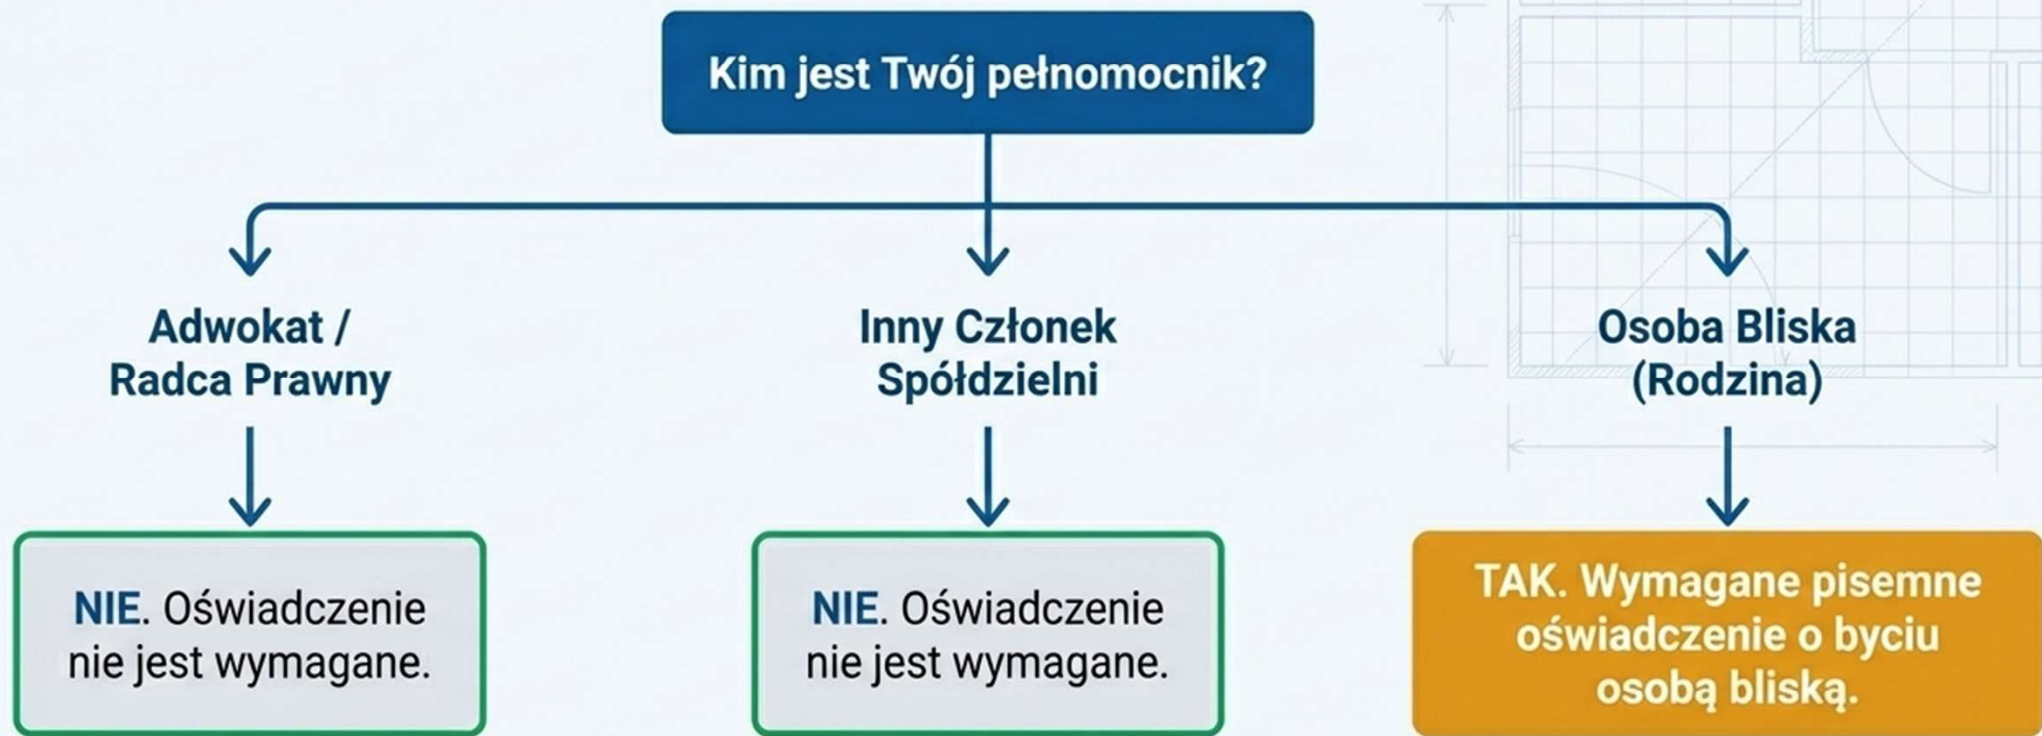 Kim jest Twój pełnomocnik?
Adwokat /
Radca Prawny
Inny Członek
Spółdzielni
Osoba Bliska
(Rodzina)
NIE. Oświadczenie
nie jest wymagane.
NIE. Oświadczenie
nie jest wymagane.
TAK. Wymagane pisemne
oświadczenie o byciu
osobą bliską.